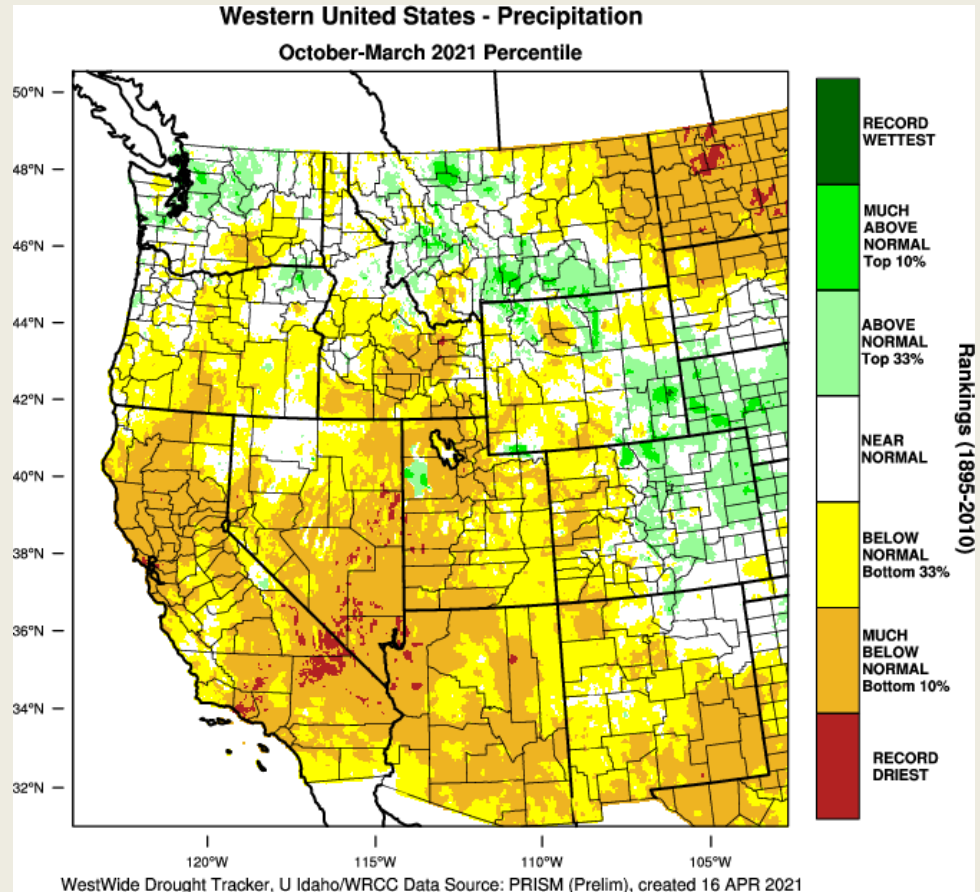 Western United States - Precipitation
October-March 2021 Percentile
50°N
48°N
46°N
44°N
42°N
40°N
38°N
36°N
34°N
32°N
120°W
115°W
110°W
105°W
RECORD
WETTEST
MUCH
ABOVE
NORMAL
Top 10%
ABOVE
NORMAL
Top 33%
NEAR
NORMAL
BELOW
NORMAL
Bottom 33%
MUCH
BELOW
NORMAL
Bottom 10%
RECORD
DRIEST
Rankings (1895-2010)
WestWide Drought Tracker, U Idaho/WRCC Data Source: PRISM (Prelim), created 16 APR 2021